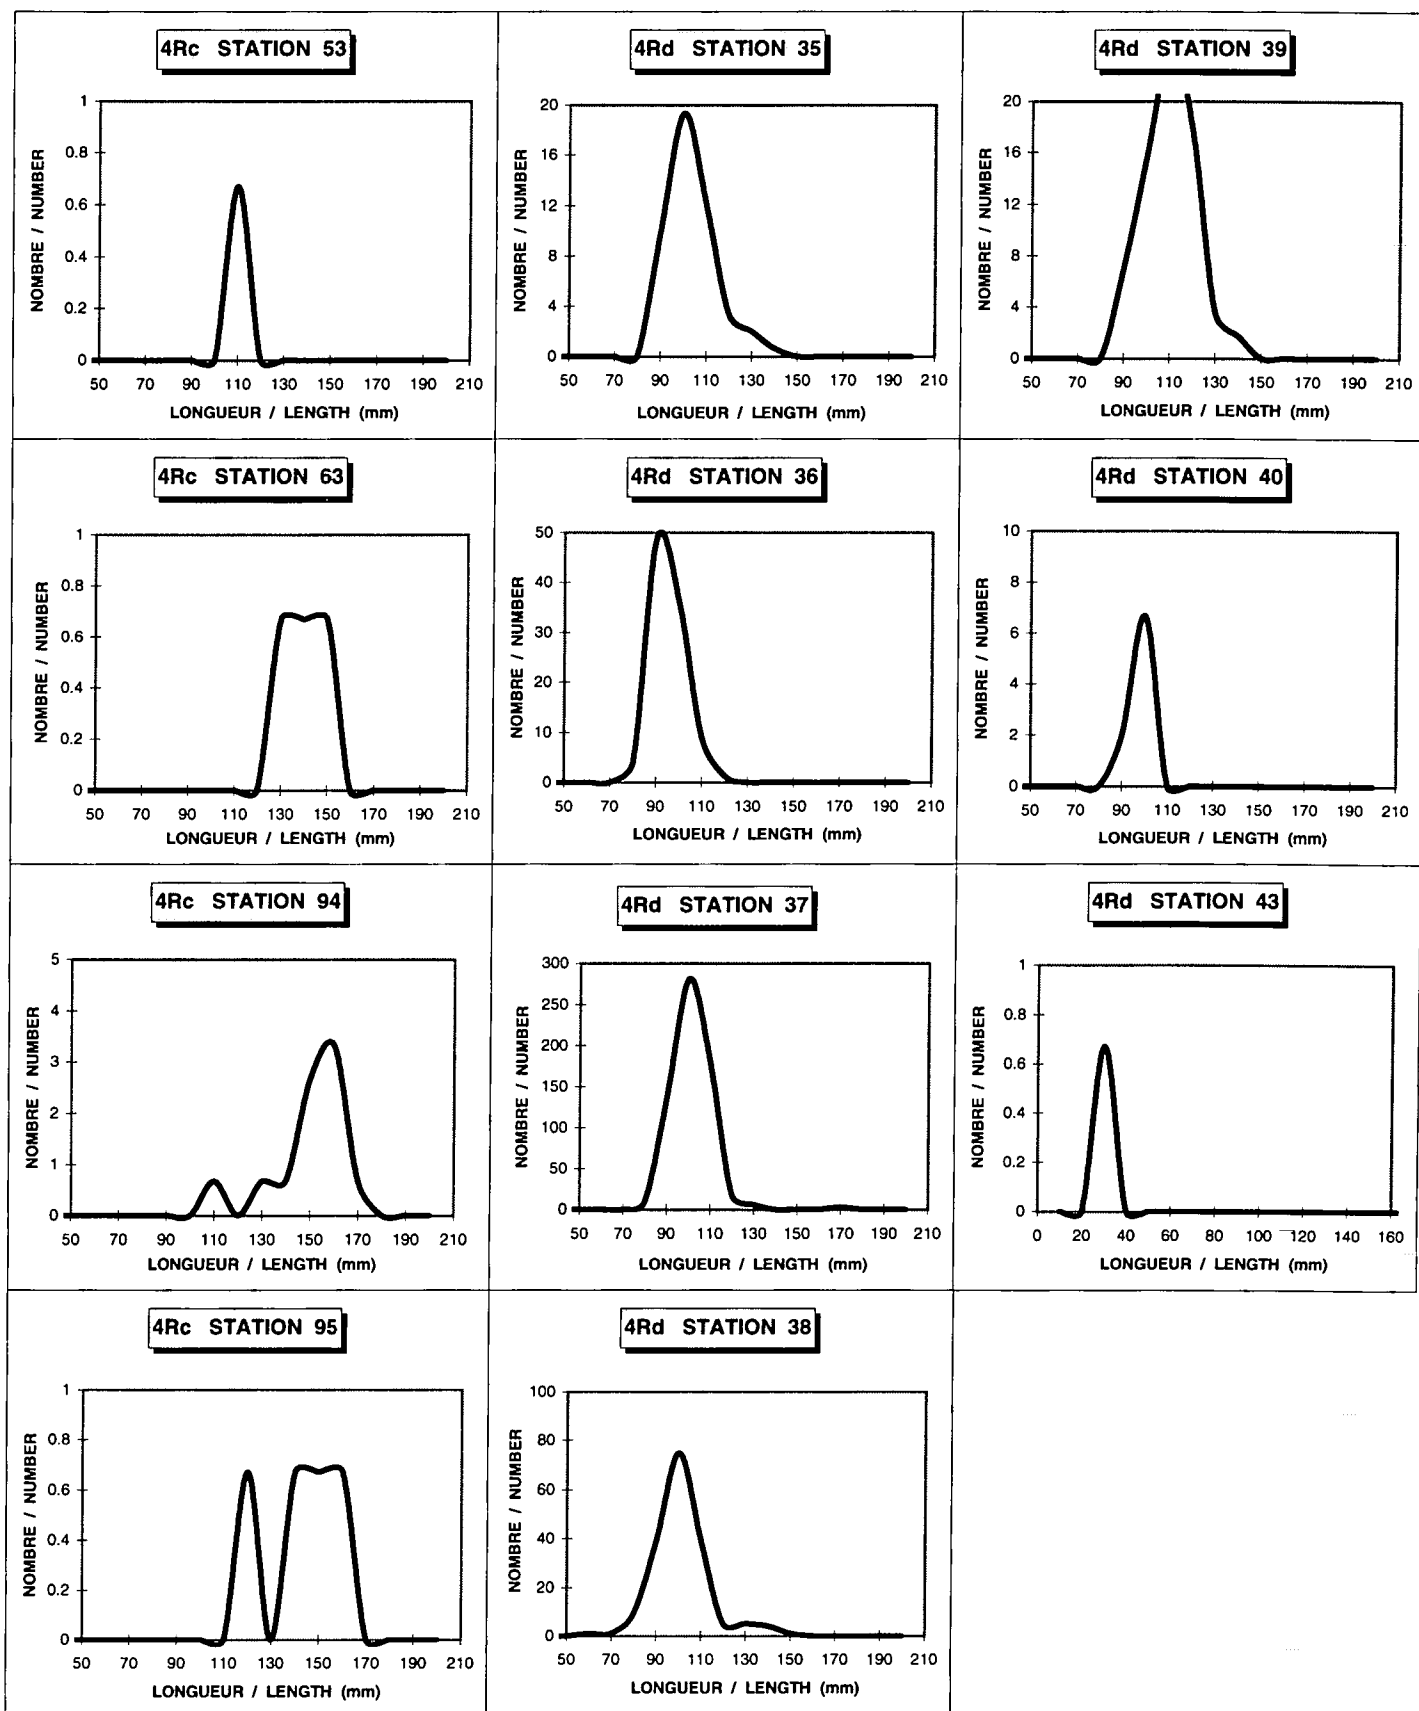 4Rc STATION 53
NOMBRE / NUMBER
1
0.8
0.6
0.4
0.2
0
50 70 90 110 130 150 170 190 210
LONGUEUR / LENGTH (mm)
4Rd STATION 35
NOMBRE / NUMBER
20
16
12
8
4
0
50 70 90 110 130 150 170 190 210
LONGUEUR / LENGTH (mm)
4Rd STATION 39
NOMBRE / NUMBER
20
16
12
8
4
0
50 70 90 110 130 150 170 190 210
LONGUEUR / LENGTH (mm)
4Rc STATION 63
NOMBRE / NUMBER
1
0.8
0.6
0.4
0.2
0
50 70 90 110 130 150 170 190 210
LONGUEUR / LENGTH (mm)
4Rd STATION 36
NOMBRE / NUMBER
50
40
30
20
10
0
50 70 90 110 130 150 170 190 210
LONGUEUR / LENGTH (mm)
4Rd STATION 40
NOMBRE / NUMBER
10
8
6
4
2
0
50 70 90 110 130 150 170 190 210
LONGUEUR / LENGTH (mm)
4Rc STATION 94
NOMBRE / NUMBER
5
4
3
2
1
0
50 70 90 110 130 150 170 190 210
LONGUEUR / LENGTH (mm)
4Rd STATION 37
NOMBRE / NUMBER
300
250
200
150
100
50
0
50 70 90 110 130 150 170 190 210
LONGUEUR / LENGTH (mm)
4Rd STATION 43
NOMBRE / NUMBER
1
0.8
0.6
0.4
0.2
0
0 20 40 60 80 100 120 140 160
LONGUEUR / LENGTH (mm)
4Rc STATION 95
NOMBRE / NUMBER
1
0.8
0.6
0.4
0.2
0
50 70 90 110 130 150 170 190 210
LONGUEUR / LENGTH (mm)
4Rd STATION 38
NOMBRE / NUMBER
100
80
60
40
20
0
50 70 90 110 130 150 170 190 210
LONGUEUR / LENGTH (mm)